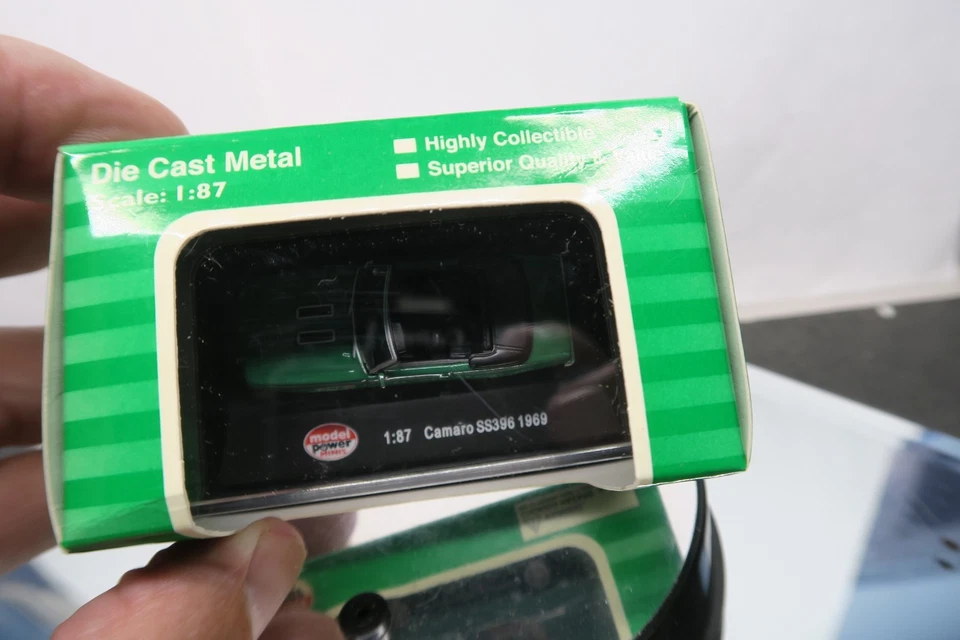 Die Cast Metal
Scale: 1:87
Highly Collectible
Superior Quality &
model
power
1:87 Camaro SS396 1969